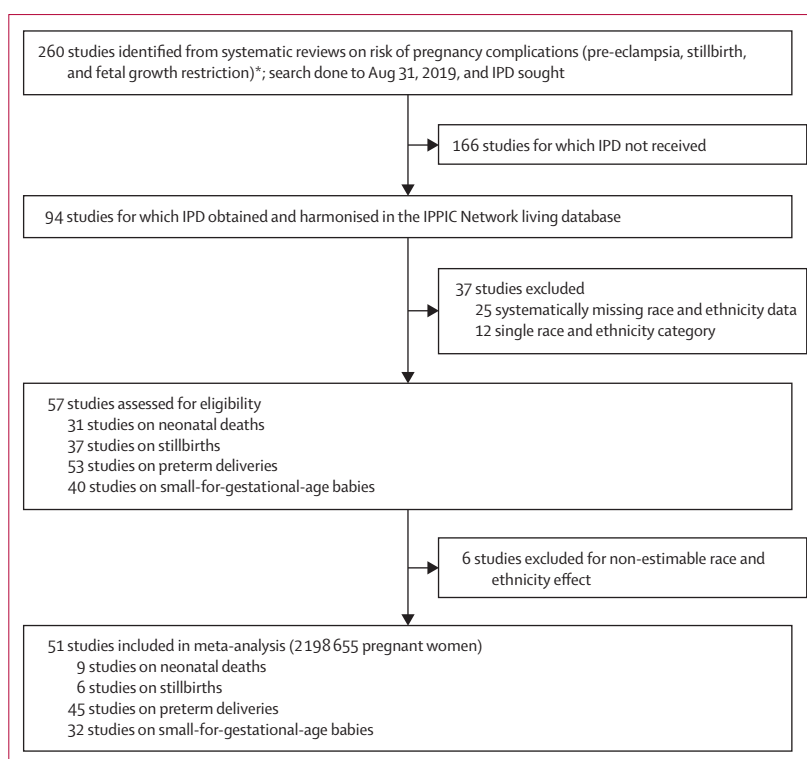 260 studies identified from systematic reviews on risk of pregnancy complications (pre-eclampsia, stillbirth,
and fetal growth restriction)*; search done to Aug 31, 2019, and IPD sought
166 studies for which IPD not received
94 studies for which IPD obtained and harmonised in the IPPIC Network living database
37 studies excluded
25 systematically missing race and ethnicity data
12 single race and ethnicity category
57 studies assessed for eligibility
31 studies on neonatal deaths
37 studies on stillbirths
53 studies on preterm deliveries
40 studies on small-for-gestational-age babies
6 studies excluded for non-estimable race and
ethnicity effect
51 studies included in meta-analysis (2 198 655 pregnant women)
9 studies on neonatal deaths
6 studies on stillbirths
45 studies on preterm deliveries
32 studies on small-for-gestational-age babies